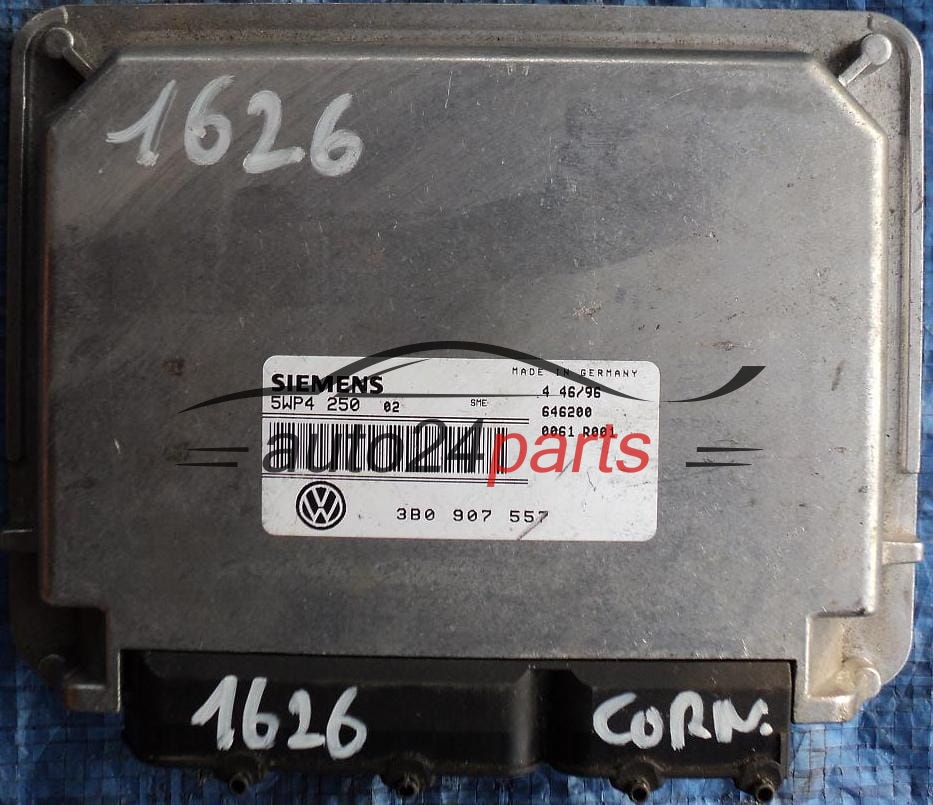 1626
MADE IN GERMANY
SIEMENS
4 46/96
5WP4 250 02 SME
646200
0061 R001
auto24parts
3B0 907 557
1626 CORN.